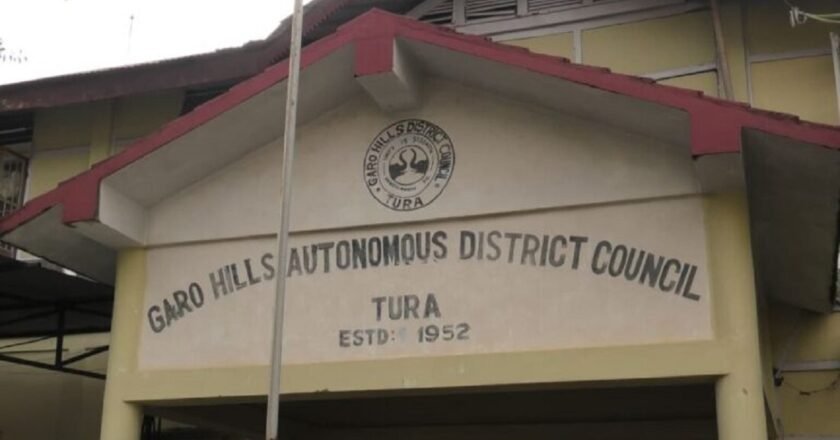 GARO HILLS DISTRICT COUNCIL
TURA
GARO HILLS AUTONOMOUS DISTRICT COUNCIL
TURA
ESTD: 1952